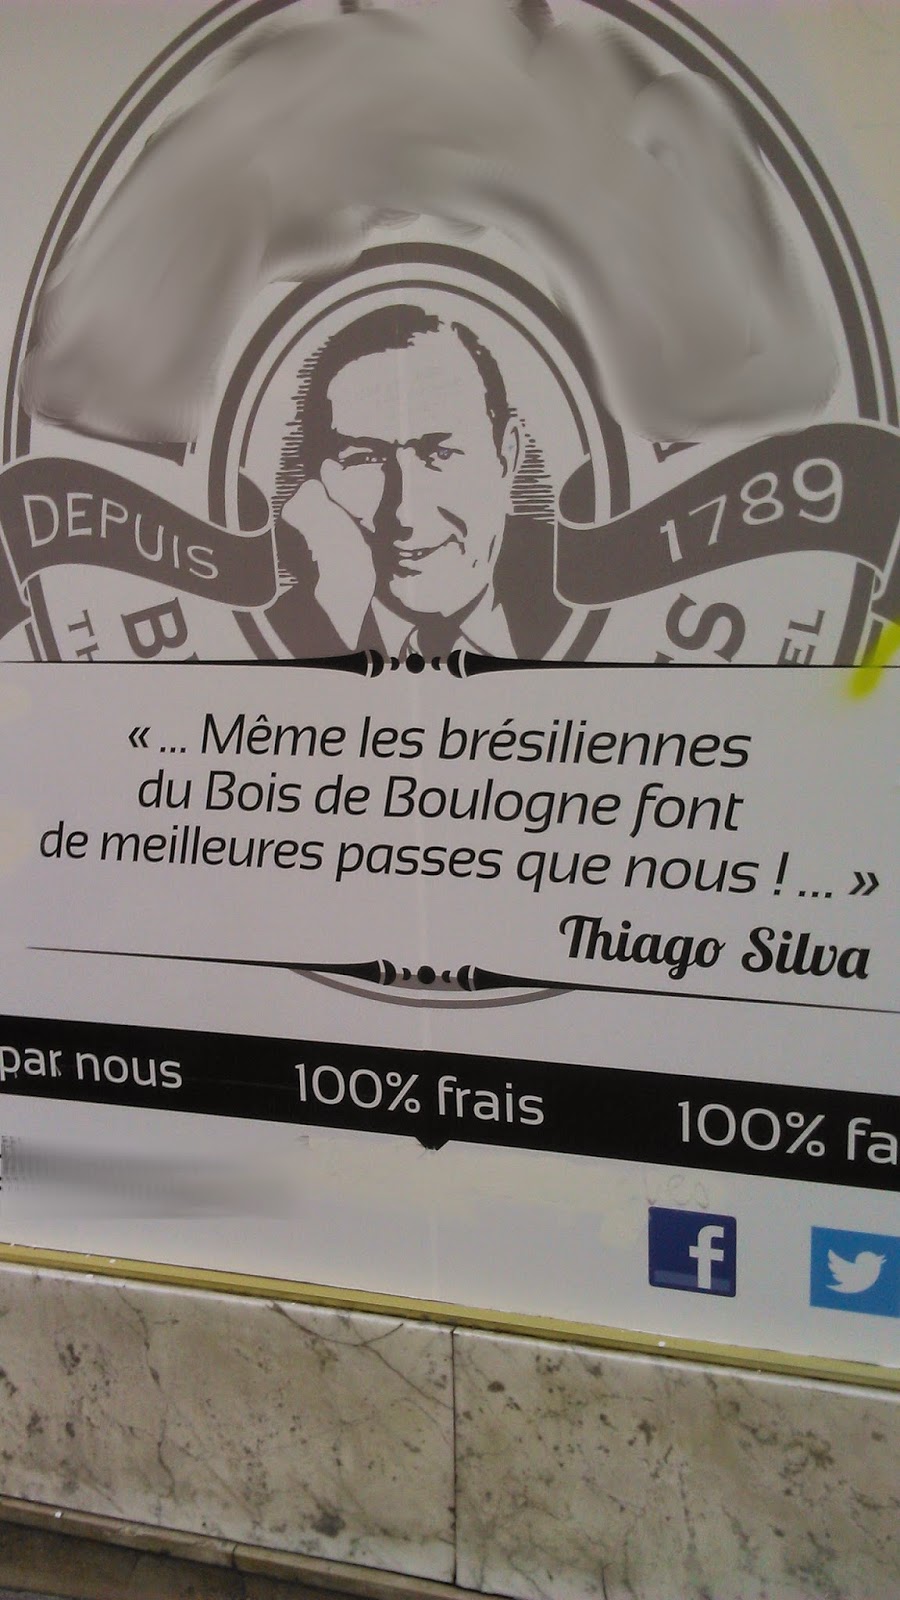 DEPUIS
1789
« ... Même les brésiliennes
du Bois de Boulogne font
de meilleures passes que nous ! ... »
Thiago Silva
par nous 100% frais 100% fa
f